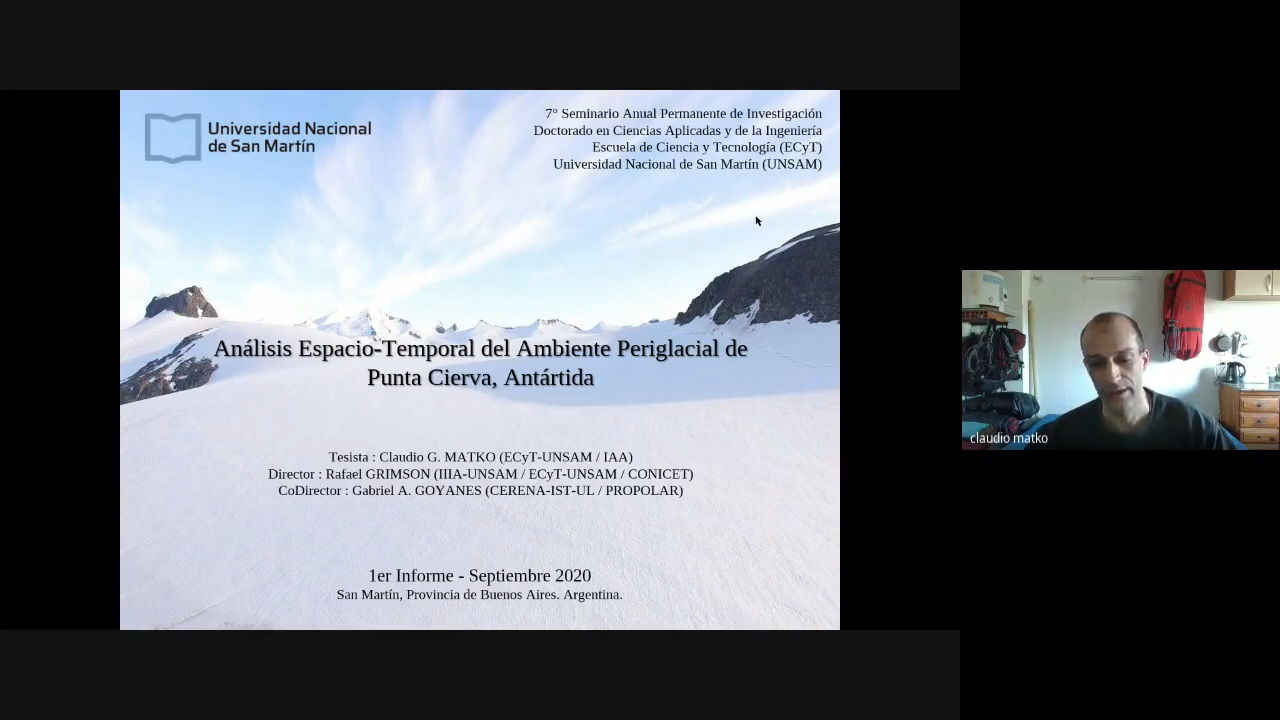 Universidad Nacional
de San Martín
7° Seminario Anual Permanente de Investigación
Doctorado en Ciencias Aplicadas y de la Ingeniería
Escuela de Ciencia y Tecnología (ECyT)
Universidad Nacional de San Martín (UNSAM)
Análisis Espacio-Temporal del Ambiente Periglacial de
Punta Cierva, Antártida
Tesista : Claudio G. MATKO (ECyT-UNSAM / IAA)
Director : Rafael GRIMSON (IIIA-UNSAM / ECyT-UNSAM / CONICET)
CoDirector : Gabriel A. GOYANES (CERENA-IST-UL / PROPOLAR)
1er Informe - Septiembre 2020
San Martín, Provincia de Buenos Aires. Argentina.
claudio matko